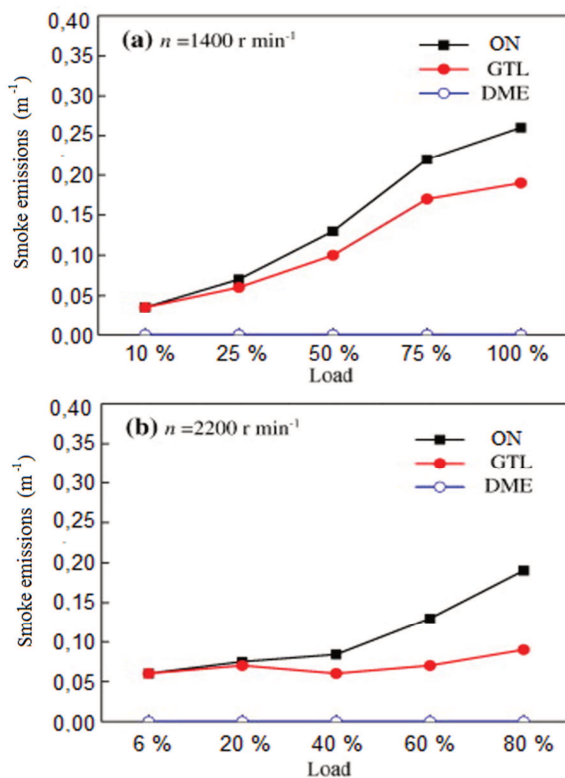 (a) n =1400 r min⁻¹
ON
GTL
DME
Smoke emissions (m⁻¹)
0,40
0,35
0,30
0,25
0,20
0,15
0,10
0,05
0,00
10 % 25 % 50 % 75 % 100 %
Load
(b) n =2200 r min⁻¹
ON
GTL
DME
Smoke emissions (m⁻¹)
0,40
0,35
0,30
0,25
0,20
0,15
0,10
0,05
0,00
6 % 20 % 40 % 60 % 80 %
Load